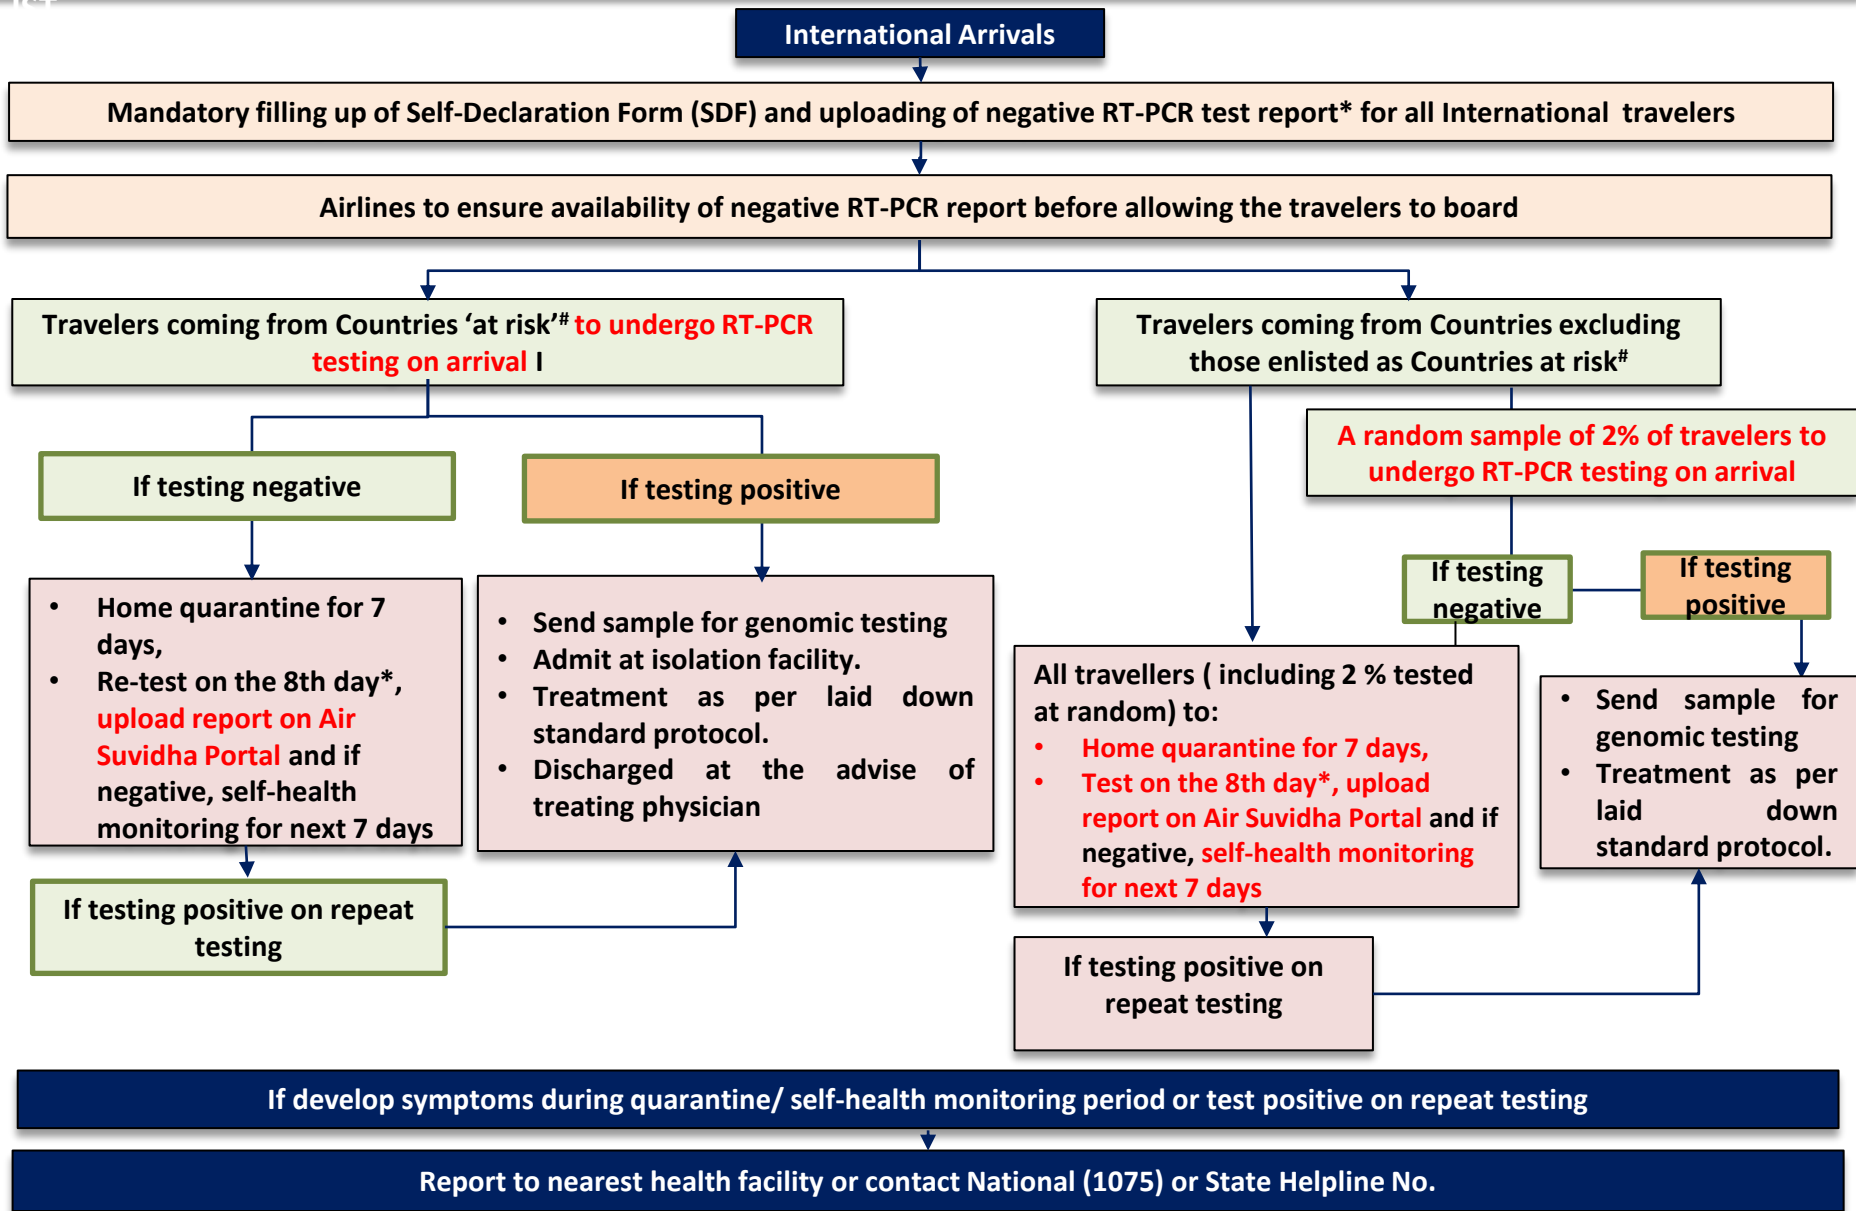 International Arrivals
Mandatory filling up of Self-Declaration Form (SDF) and uploading of negative RT-PCR test report* for all International travelers
Airlines to ensure availability of negative RT-PCR report before allowing the travelers to board
Travelers coming from Countries ‘at risk’# to undergo RT-PCR
testing on arrival I
Travelers coming from Countries excluding
those enlisted as Countries at risk#
A random sample of 2% of travelers to
undergo RT-PCR testing on arrival
If testing negative
If testing positive
If testing
negative
If testing
positive
• Home quarantine for 7
days,
• Re-test on the 8th day*,
upload report on Air
Suvidha Portal and if
negative, self-health
monitoring for next 7 days
• Send sample for genomic testing
• Admit at isolation facility.
• Treatment as per laid down
standard protocol.
• Discharged at the advise of
treating physician
All travellers ( including 2 % tested
at random) to:
• Home quarantine for 7 days,
• Test on the 8th day*, upload
report on Air Suvidha Portal and if
negative, self-health monitoring
for next 7 days
• Send sample for
genomic testing
• Treatment as per
laid down
standard protocol.
If testing positive on repeat
testing
If testing positive on
repeat testing
If develop symptoms during quarantine/ self-health monitoring period or test positive on repeat testing
Report to nearest health facility or contact National (1075) or State Helpline No.